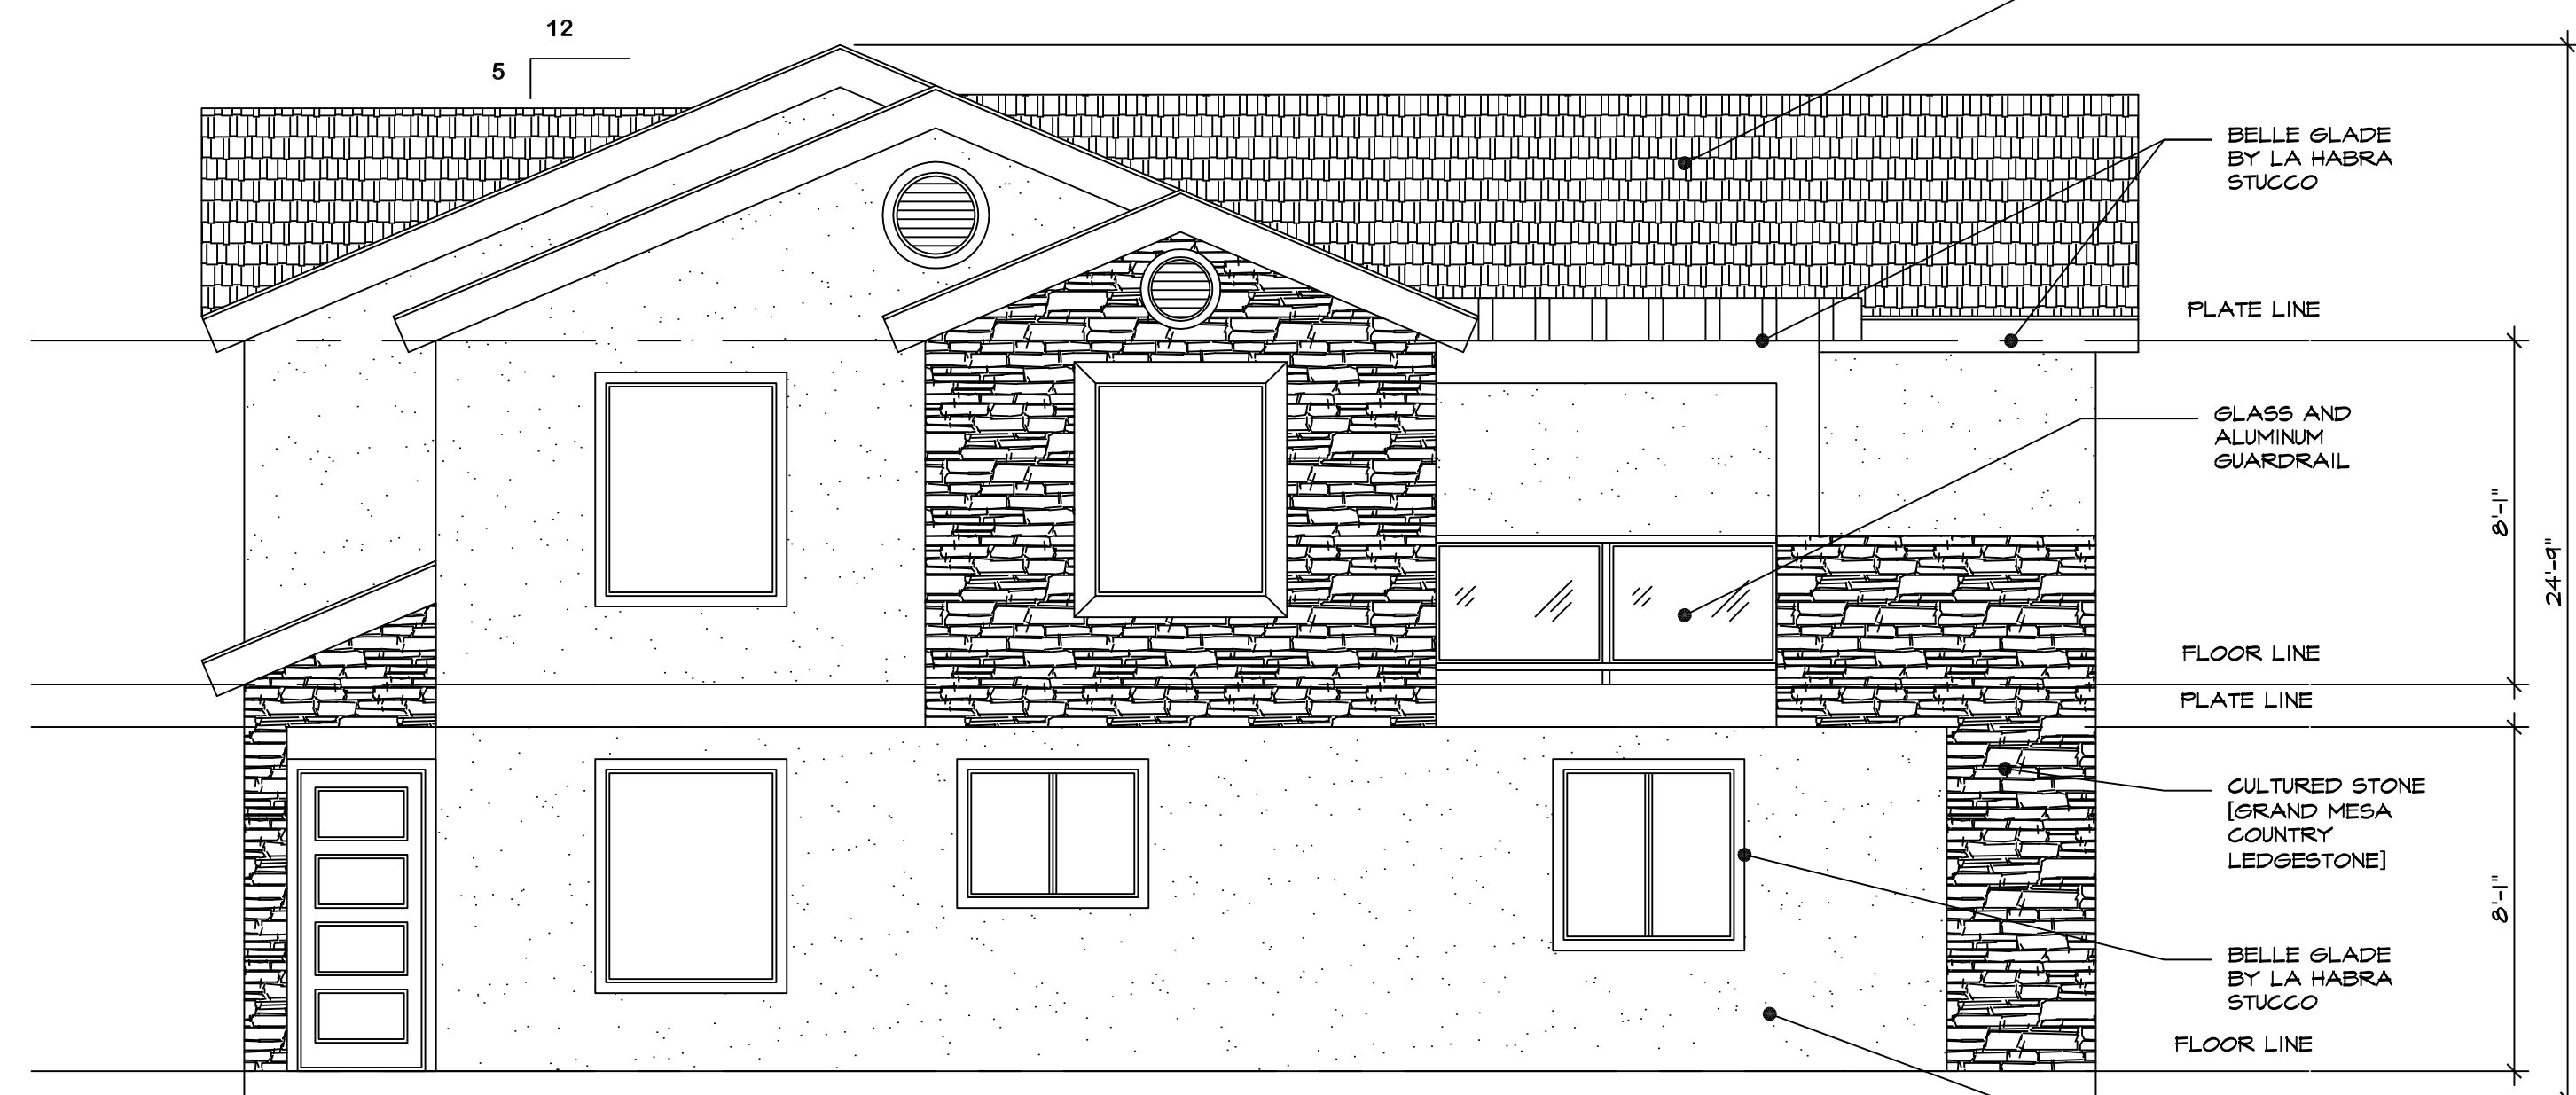 12
5
BELLE GLADE
BY LA HABRA
STUCCO
PLATE LINE
GLASS AND
ALUMINUM
GUARDRAIL
8'-1"
24'-9"
FLOOR LINE
PLATE LINE
CULTURED STONE
[GRAND MESA
COUNTRY
LEDGESTONE]
8'-1"
BELLE GLADE
BY LA HABRA
STUCCO
FLOOR LINE